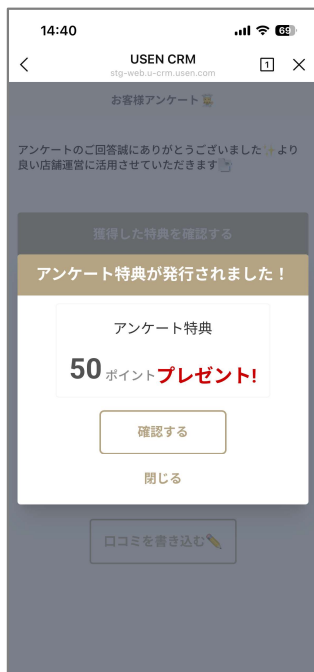 14:40
69
USEN CRM
stg-web.u-crm.usen.com
1
お客様アンケート
アンケートのご回答誠にありがとうございました✨より
良い店舗運営に活用させていただきます
獲得した特典を確認する
アンケート特典が発行されました！
アンケート特典
50 ポイントプレゼント!
確認する
閉じる
口コミを書き込む✏️